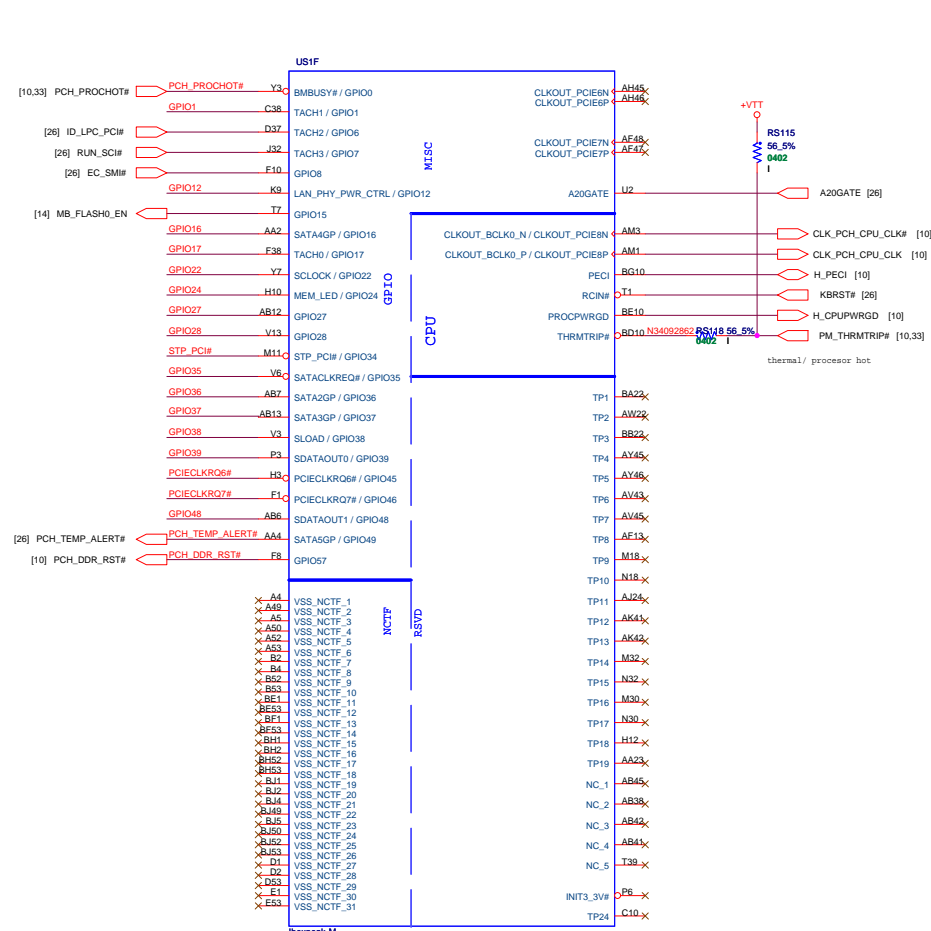 US1F
[10,33] PCH_PROCHOT# PCH_PROCHOT# Y3 BMBUSY# / GPIO0
GPIO1 C38 TACH1 / GPIO1
[26] ID_LPC_PCI# D37 TACH2 / GPIO6
[26] RUN_SCI# J32 TACH3 / GPIO7
[26] EC_SMI# F10 GPIO8
GPIO12 K9 LAN_PHY_PWR_CTRL / GPIO12
[14] MB_FLASH0_EN T7 GPIO15
GPIO16 AA2 SATA4GP / GPIO16
GPIO17 F38 TACH0 / GPIO17
GPIO22 Y7 SCLOCK / GPIO22
GPIO24 H10 MEM_LED / GPIO24
GPIO27 AB12 GPIO27
GPIO28 V13 GPIO28
STP_PCI# M11 STP_PCI# / GPIO34
GPIO35 V6 SATACLKREQ# / GPIO35
GPIO36 AB7 SATA2GP / GPIO36
GPIO37 AB13 SATA3GP / GPIO37
GPIO38 V3 SLOAD / GPIO38
GPIO39 P3 SDATAOUT0 / GPIO39
PCIECLKRQ6# H3 PCIECLKRQ6# / GPIO45
PCIECLKRQ7# F1 PCIECLKRQ7# / GPIO46
GPIO48 AB6 SDATAOUT1 / GPIO48
[26] PCH_TEMP_ALERT# PCH_TEMP_ALERT# AA4 SATA5GP / GPIO49
[10] PCH_DDR_RST# PCH_DDR_RST# F8 GPIO57
A4 VSS_NCTF_1
A49 VSS_NCTF_2
A5 VSS_NCTF_3
A50 VSS_NCTF_4
A52 VSS_NCTF_5
A53 VSS_NCTF_6
B2 VSS_NCTF_7
B4 VSS_NCTF_8
B52 VSS_NCTF_9
B53 VSS_NCTF_10
BE1 VSS_NCTF_11
BE53 VSS_NCTF_12
BF1 VSS_NCTF_13
BF53 VSS_NCTF_14
BH1 VSS_NCTF_15
BH2 VSS_NCTF_16
BH52 VSS_NCTF_17
BH53 VSS_NCTF_18
BJ1 VSS_NCTF_19
BJ2 VSS_NCTF_20
BJ4 VSS_NCTF_21
BJ49 VSS_NCTF_22
BJ5 VSS_NCTF_23
BJ50 VSS_NCTF_24
BJ52 VSS_NCTF_25
BJ53 VSS_NCTF_26
D1 VSS_NCTF_27
D2 VSS_NCTF_28
D53 VSS_NCTF_29
E1 VSS_NCTF_30
E53 VSS_NCTF_31
MISC
GPIO
CPU
NCTF
RSVD
CLKOUT_PCIE6N AH45
CLKOUT_PCIE6P AH46
CLKOUT_PCIE7N AF48
CLKOUT_PCIE7P AF47
A20GATE U2 A20GATE [26]
CLKOUT_BCLK0_N / CLKOUT_PCIE8N AM3 CLK_PCH_CPU_CLK# [10]
CLKOUT_BCLK0_P / CLKOUT_PCIE8P AM1 CLK_PCH_CPU_CLK [10]
PECI BG10 H_PECI [10]
RCIN# T1 KBRST# [26]
PROCPWRGD BE10 H_CPUPWRGD [10]
THRMTRIP# BD10 N34092862 RS118 56_5% PM_THRMTRIP# [10,33]
0402 I
thermal/ procesor hot
+VTT
RS115
56_5%
0402
I
TP1 BA22
TP2 AW22
TP3 BB22
TP4 AY45
TP5 AY46
TP6 AV43
TP7 AV45
TP8 AF13
TP9 M18
TP10 N18
TP11 AJ24
TP12 AK41
TP13 AK42
TP14 M32
TP15 N32
TP16 M30
TP17 N30
TP18 H12
TP19 AA23
NC_1 AB45
NC_2 AB38
NC_3 AB42
NC_4 AB41
NC_5 T39
INIT3_3V# P6
TP24 C10